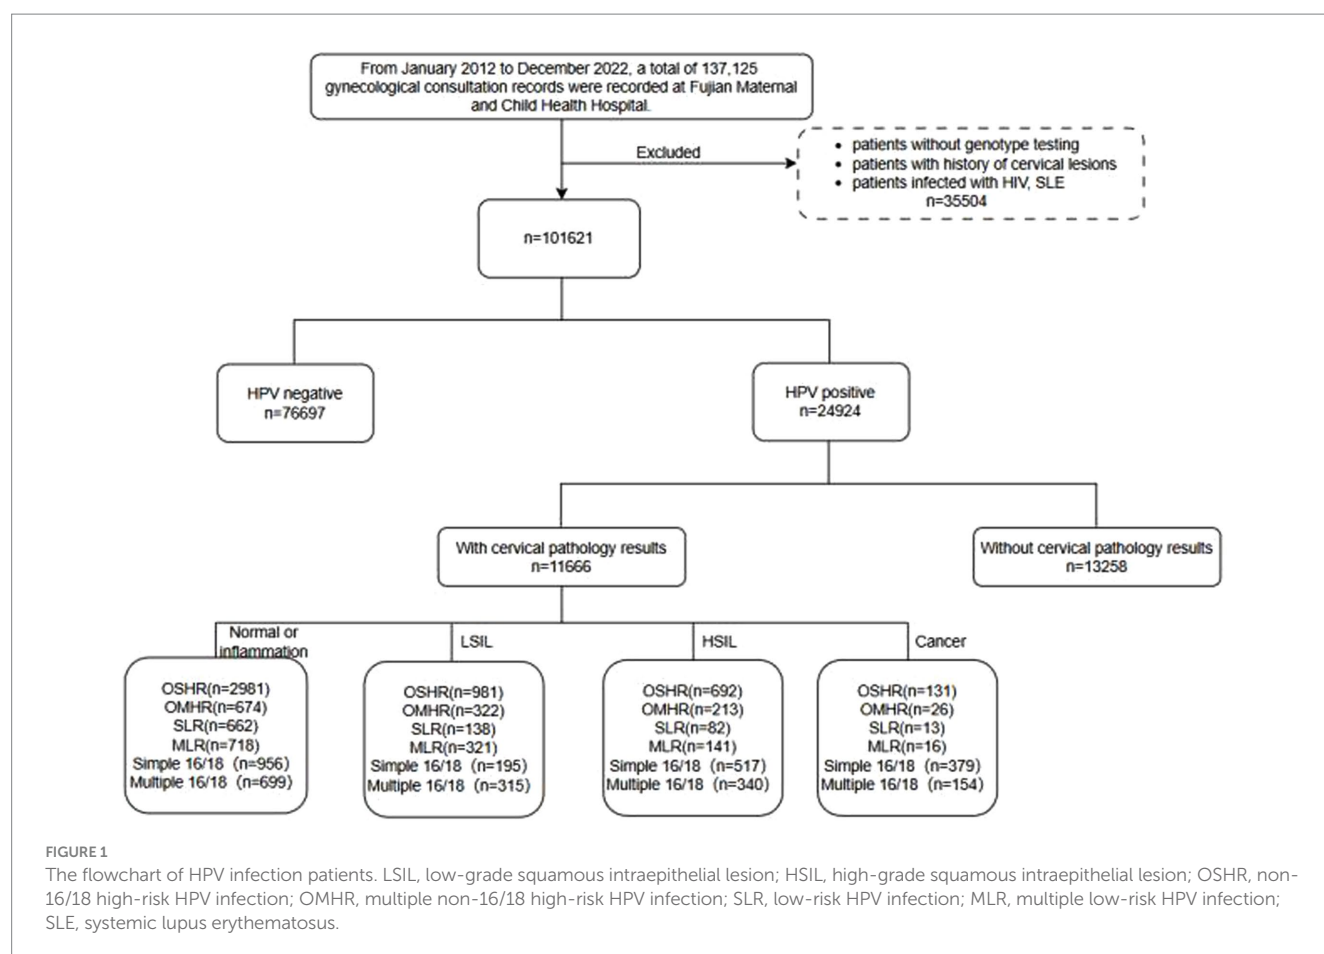 From January 2012 to December 2022, a total of 137,125
gynecological consultation records were recorded at Fujian Maternal
and Child Health Hospital.
Excluded
• patients without genotype testing
• patients with history of cervical lesions
• patients infected with HIV, SLE
n=35504
n=101621
HPV negative
n=76697
HPV positive
n=24924
With cervical pathology results
n=11666
Without cervical pathology results
n=13258
Normal or
inflammation
OSHR(n=2981)
OMHR(n=674)
SLR(n=662)
MLR(n=718)
Simple 16/18 (n=956)
Multiple 16/18 (n=699)
LSIL
OSHR(n=981)
OMHR(n=322)
SLR(n=138)
MLR(n=321)
Simple 16/18 (n=195)
Multiple 16/18 (n=315)
HSIL
OSHR(n=692)
OMHR(n=213)
SLR(n=82)
MLR(n=141)
Simple 16/18 (n=517)
Multiple 16/18 (n=340)
Cancer
OSHR(n=131)
OMHR(n=26)
SLR(n=13)
MLR(n=16)
Simple 16/18 (n=379)
Multiple 16/18 (n=154)
FIGURE 1
The flowchart of HPV infection patients. LSIL, low-grade squamous intraepithelial lesion; HSIL, high-grade squamous intraepithelial lesion; OSHR, non-
16/18 high-risk HPV infection; OMHR, multiple non-16/18 high-risk HPV infection; SLR, low-risk HPV infection; MLR, multiple low-risk HPV infection;
SLE, systemic lupus erythematosus.